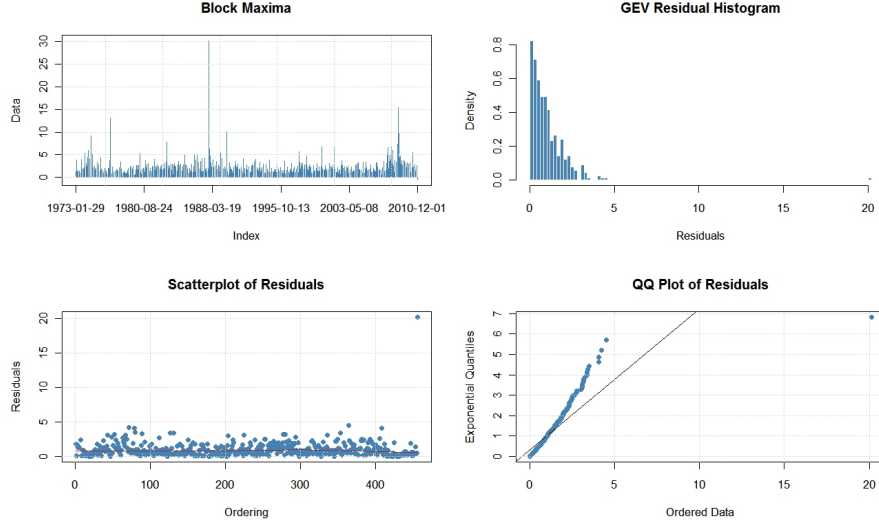 Block Maxima
Data
0
5
10
15
20
25
30
1973-01-29 1980-08-24 1988-03-19 1995-10-13 2003-05-08 2010-12-01
Index
GEV Residual Histogram
Density
0.0
0.2
0.4
0.6
0.8
0 5 10 15 20
Residuals
Scatterplot of Residuals
Residuals
0
5
10
15
20
0 100 200 300 400
Ordering
QQ Plot of Residuals
Exponential Quantiles
0
1
2
3
4
5
6
7
0 5 10 15 20
Ordered Data